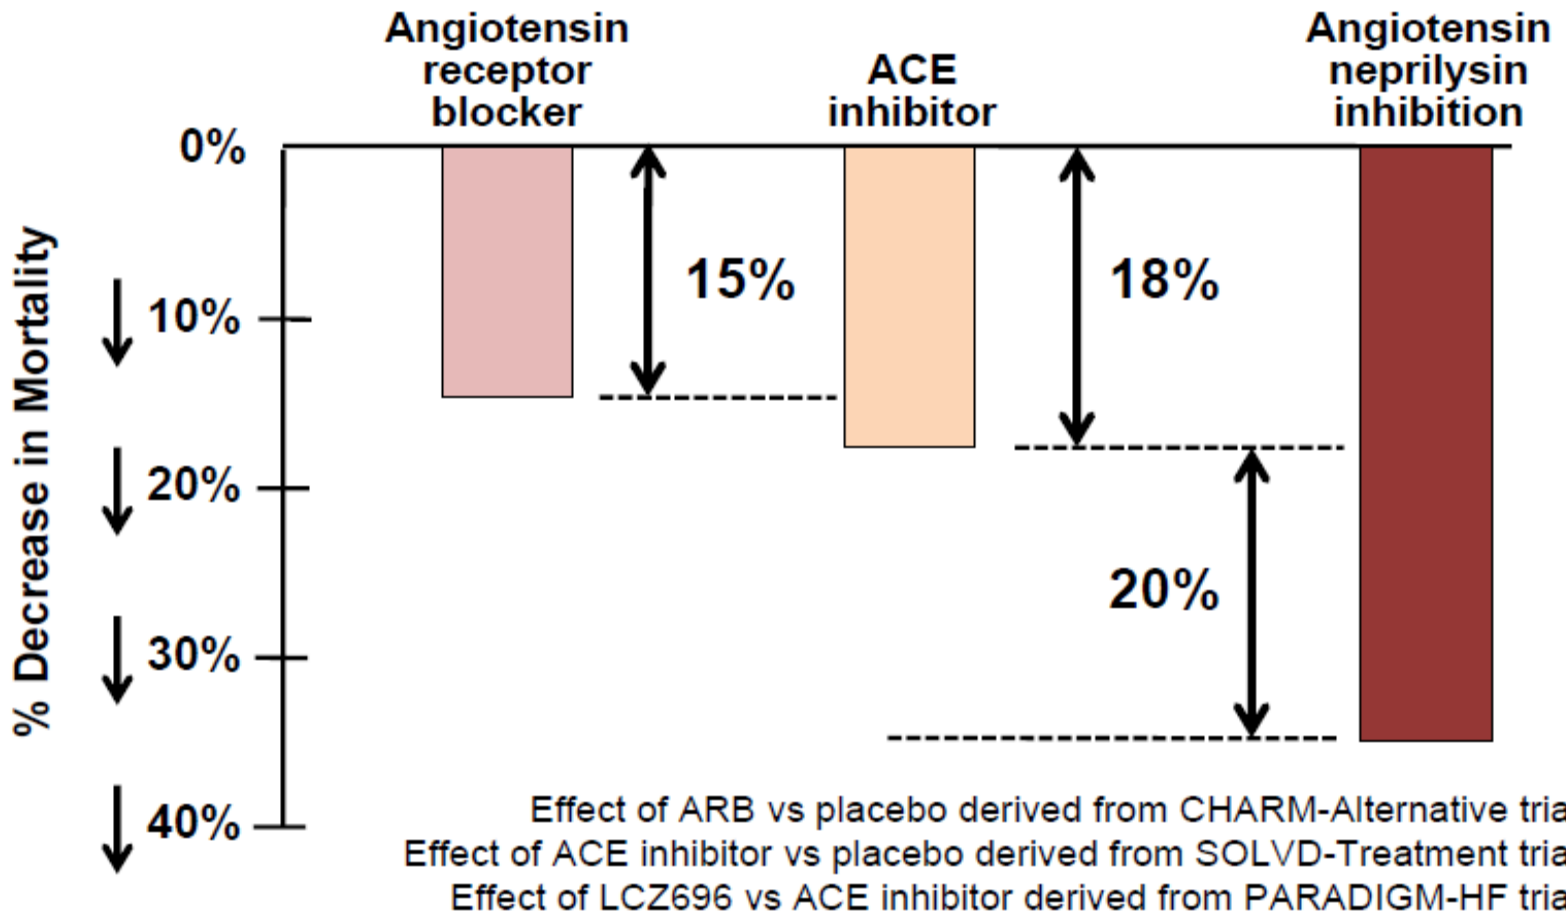 Angiotensin
receptor
blocker
ACE
inhibitor
Angiotensin
neprilysin
inhibition
% Decrease in Mortality
0%
10%
20%
30%
40%
15%
18%
20%
Effect of ARB vs placebo derived from CHARM-Alternative tria
Effect of ACE inhibitor vs placebo derived from SOLVD-Treatment tria
Effect of LCZ696 vs ACE inhibitor derived from PARADIGM-HF tria